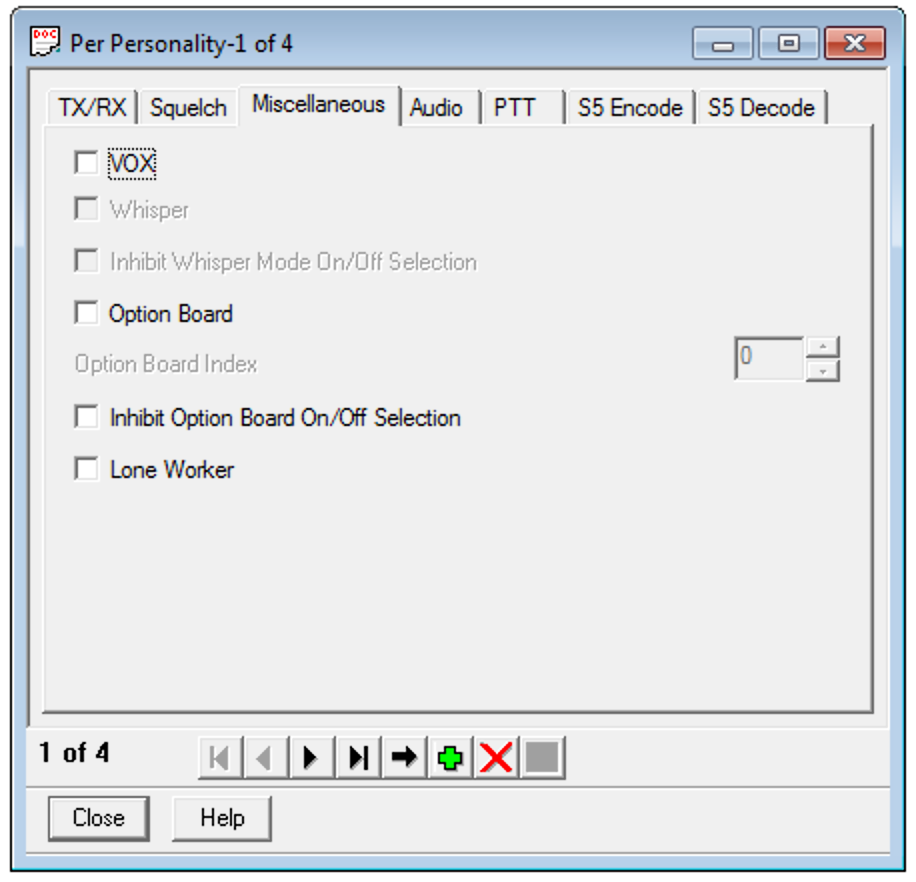 DOC
Per Personality-1 of 4
TX/RX Squelch Miscellaneous Audio PTT S5 Encode S5 Decode
VOX
Whisper
Inhibit Whisper Mode On/Off Selection
Option Board
Option Board Index 0
Inhibit Option Board On/Off Selection
Lone Worker
1 of 4
Close Help